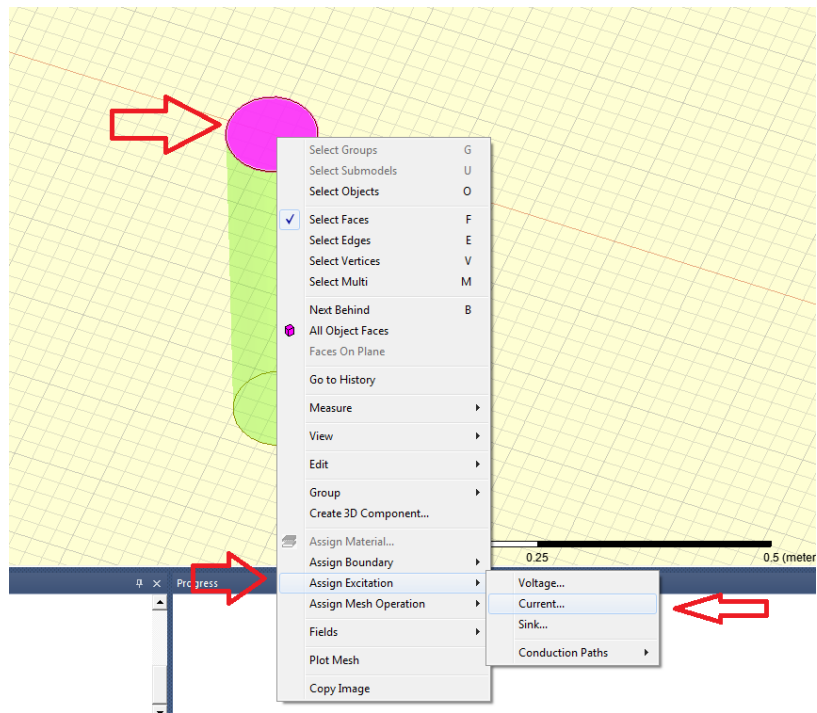 Select Groups G
Select Submodels U
Select Objects O
Select Faces F
Select Edges E
Select Vertices V
Select Multi M
Next Behind B
All Object Faces
Faces On Plane
Go to History
Measure
View
Edit
Group
Create 3D Component...
Assign Material...
0.25 0.5 (meter
Assign Boundary
Progress
Assign Excitation
Voltage...
Assign Mesh Operation
Current...
Sink...
Fields
Conduction Paths
Plot Mesh
Copy Image